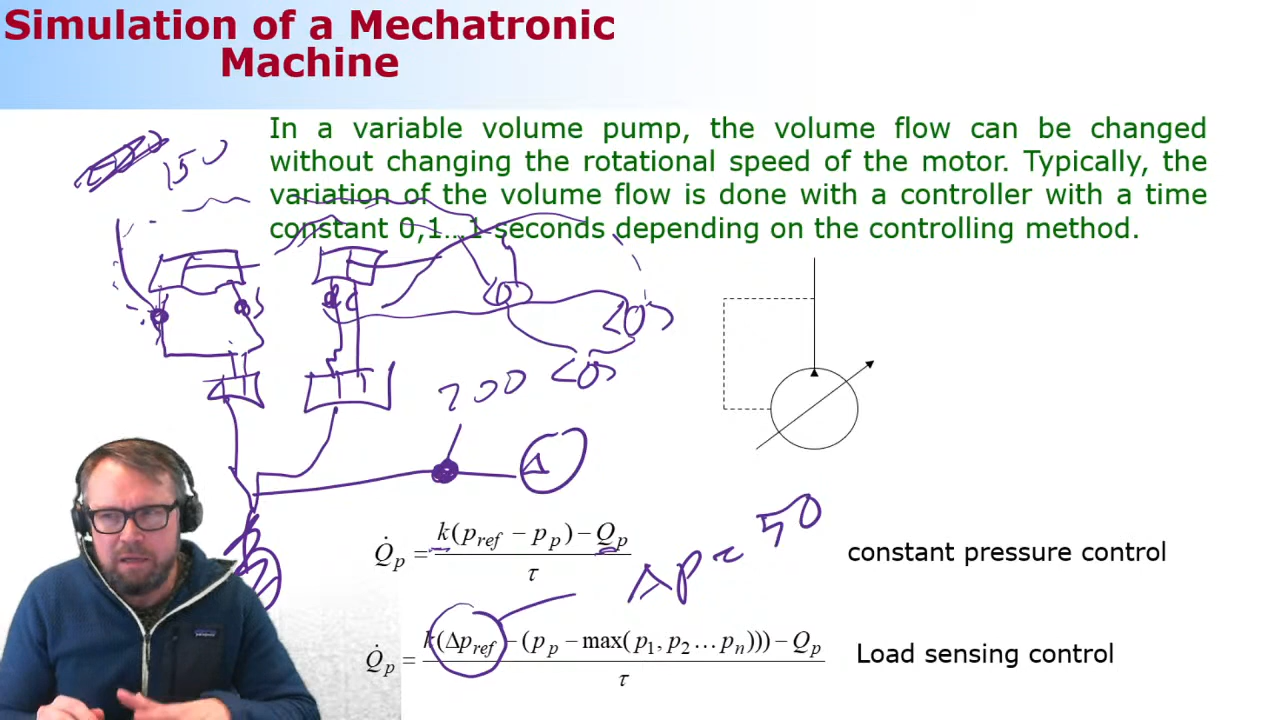 Simulation of a Mechatronic
Machine
In a variable volume pump, the volume flow can be changed
without changing the rotational speed of the motor. Typically, the
variation of the volume flow is done with a controller with a time
constant 0,1…1 seconds depending on the controlling method.
150
200
Δp = 50
Q̇p = (k(pref − pp) − Qp) / τ
constant pressure control
Q̇p = (k(Δpref − (pp − max(p1, p2 … pn))) − Qp) / τ
Load sensing control
patagonia